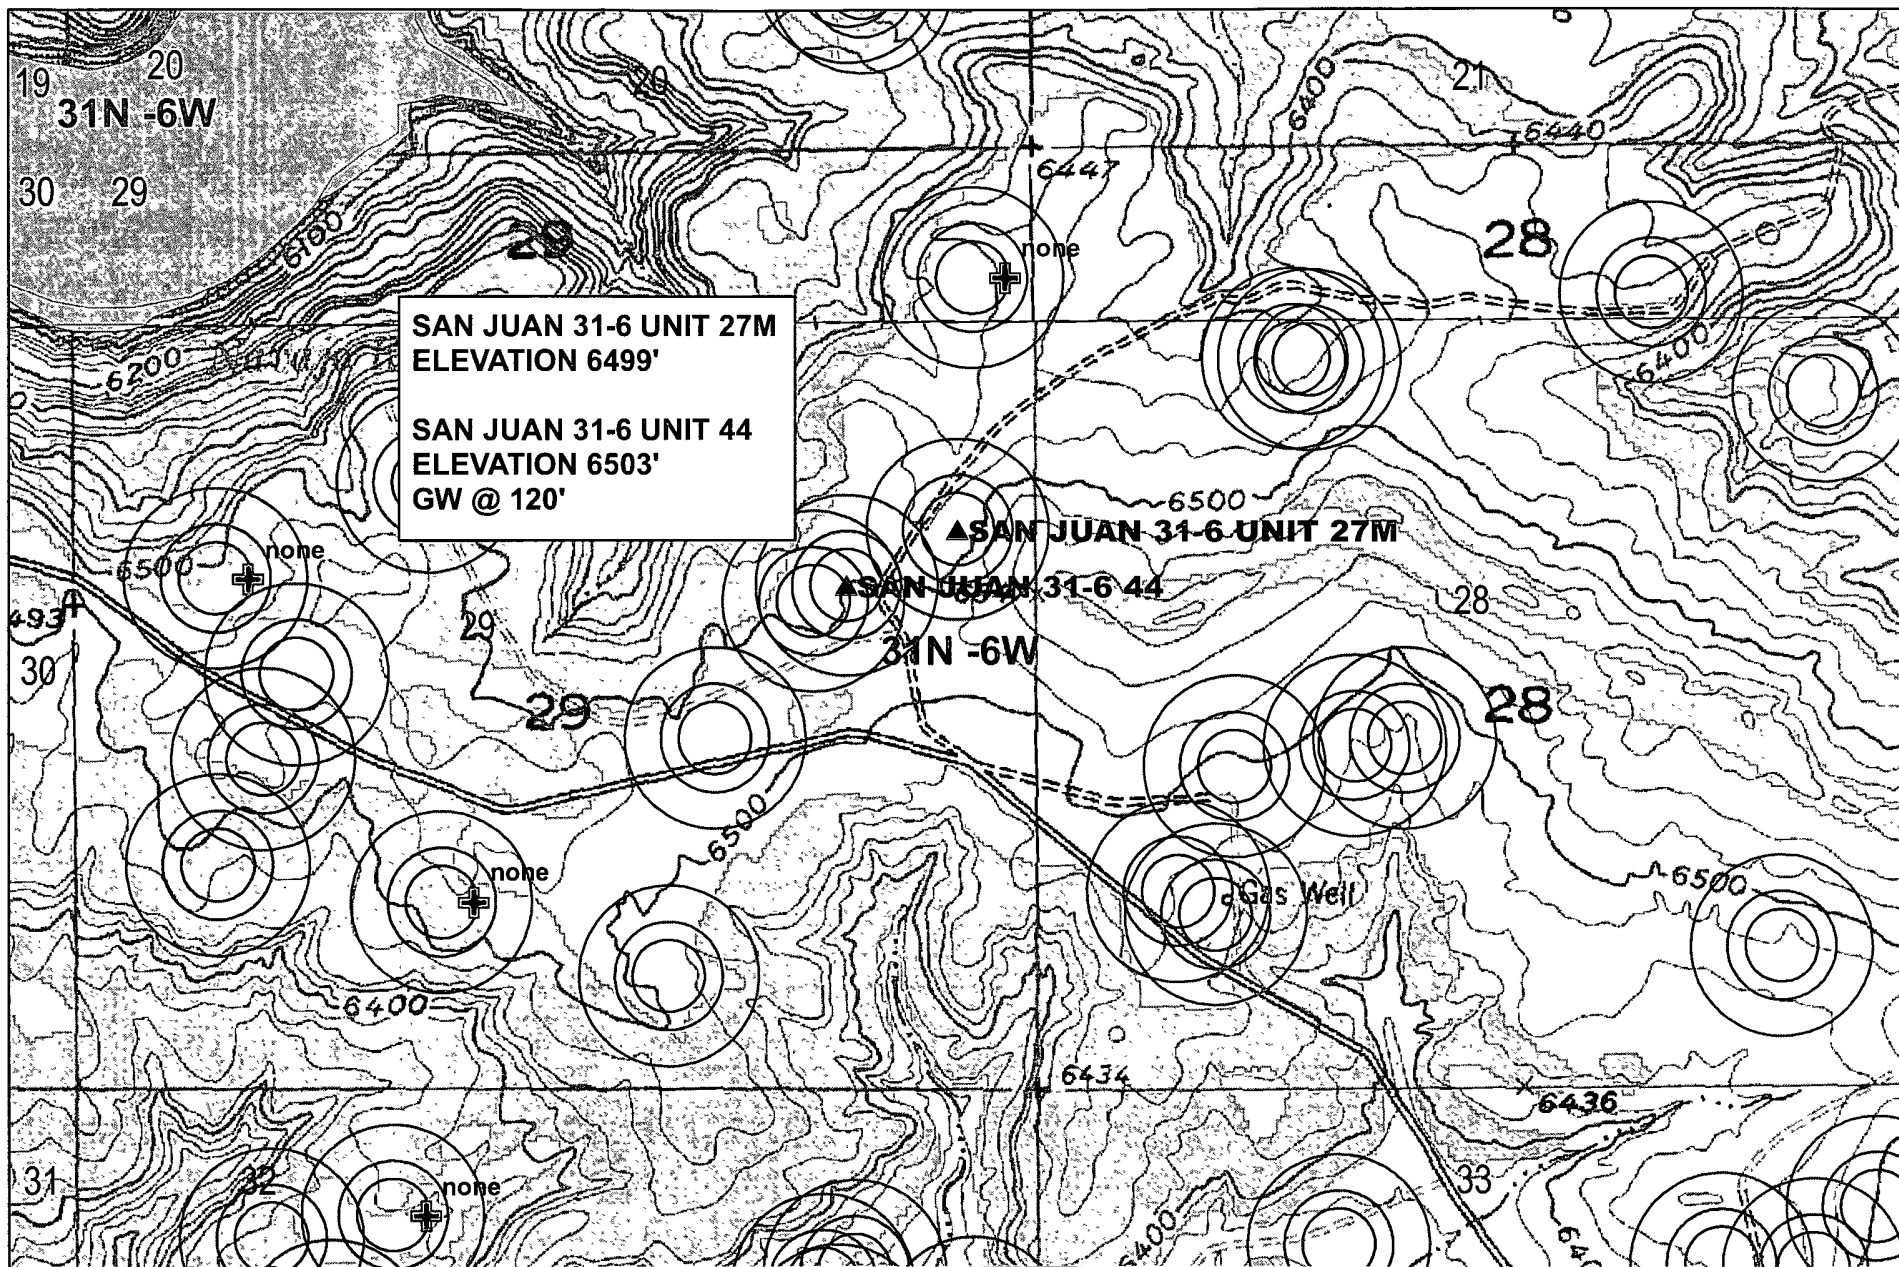 19
20
20
21
31N -6W
6400
6440
6447
30
29
6100
29
28
none
SAN JUAN 31-6 UNIT 27M
ELEVATION 6499'
SAN JUAN 31-6 UNIT 44
ELEVATION 6503'
GW @ 120'
6200
6400
6500
SAN JUAN 31-6 UNIT 27M
none
6500
SAN JUAN 31-6 44
493
29
28
31N -6W
30
29
28
6500
none
Gas Well
6500
6400
6434
6436
31
32
none
33
6400